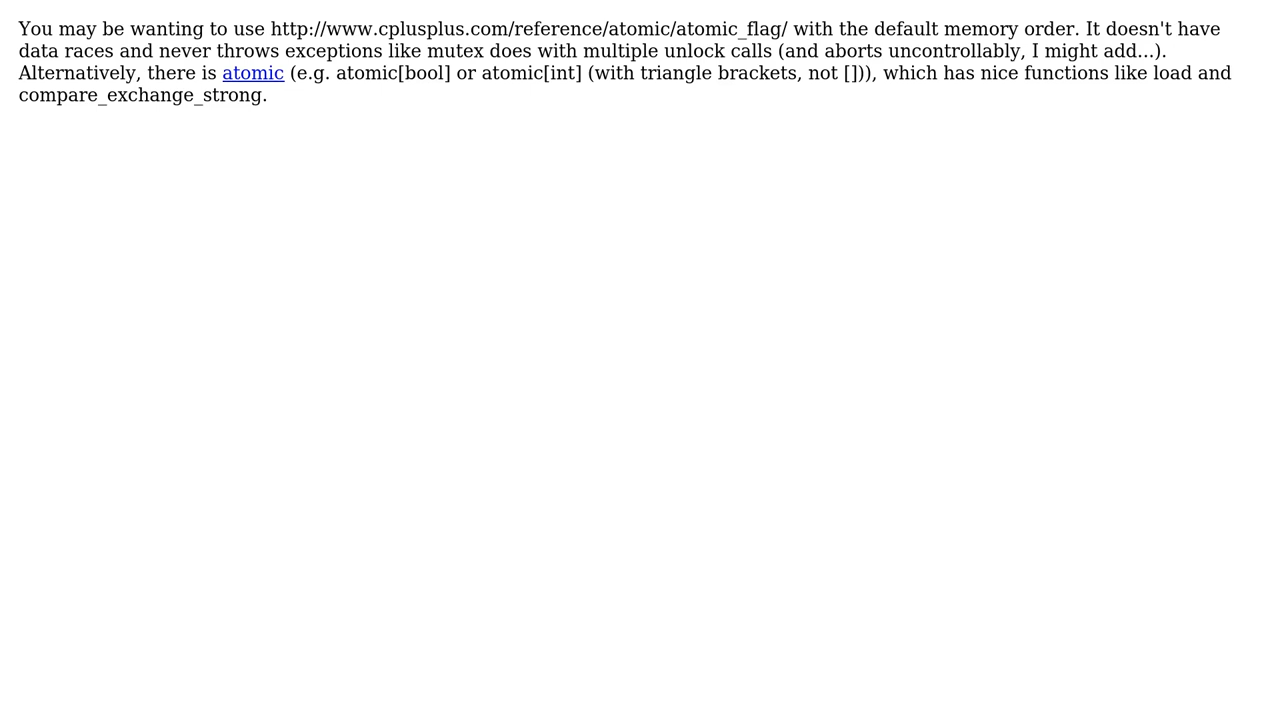 You may be wanting to use http://www.cplusplus.com/reference/atomic/atomic_flag/ with the default memory order. It doesn't have
data races and never throws exceptions like mutex does with multiple unlock calls (and aborts uncontrollably, I might add...).
Alternatively, there is atomic (e.g. atomic[bool] or atomic[int] (with triangle brackets, not [])), which has nice functions like load and
compare_exchange_strong.